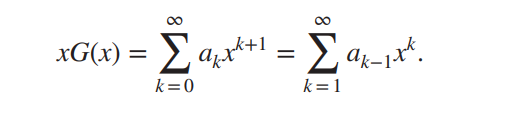 xG(x) = ∑_{k=0}^{∞} a_k x^{k+1} = ∑_{k=1}^{∞} a_{k−1} x^k.